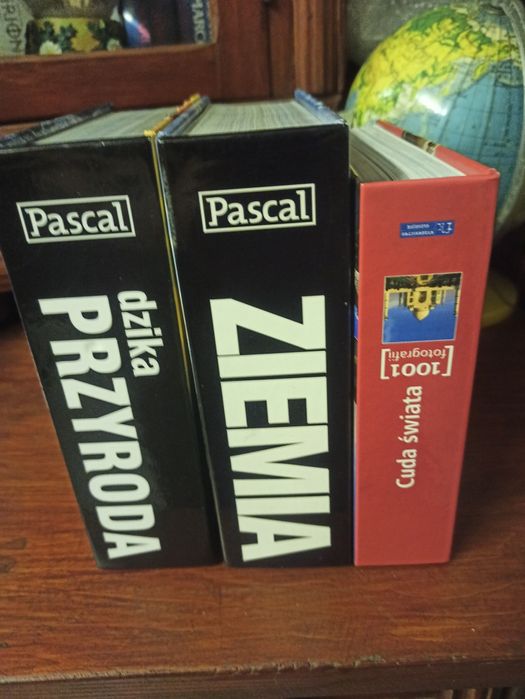 Pascal
dzika
PRZYRODA
Pascal
ZIEMIA
[1001
fotografii]
Cuda świata